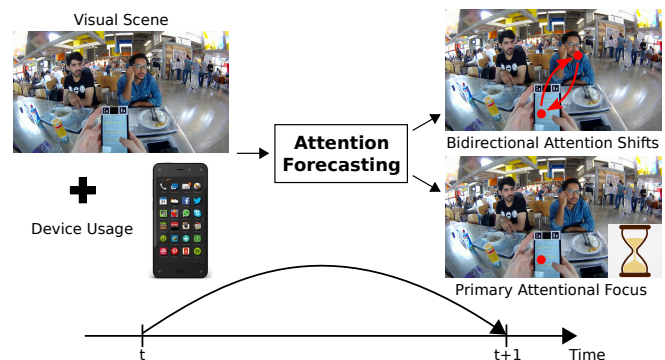 Visual Scene
Device Usage
Attention
Forecasting
Bidirectional Attention Shifts
Primary Attentional Focus
t
t+1
Time